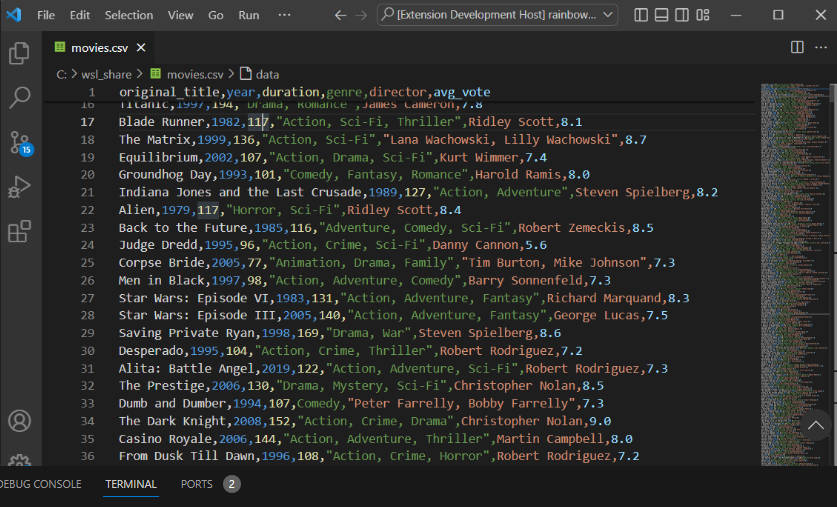 File Edit Selection View Go Run ··· [Extension Development Host] rainbow...
movies.csv
C: > wsl_share > movies.csv > data
1 original_title,year,duration,genre,director,avg_vote
16 Titanic,1997,194,"Drama, Romance",James Cameron,7.8
17 Blade Runner,1982,117,"Action, Sci-Fi, Thriller",Ridley Scott,8.1
18 The Matrix,1999,136,"Action, Sci-Fi","Lana Wachowski, Lilly Wachowski",8.7
19 Equilibrium,2002,107,"Action, Drama, Sci-Fi",Kurt Wimmer,7.4
20 Groundhog Day,1993,101,"Comedy, Fantasy, Romance",Harold Ramis,8.0
21 Indiana Jones and the Last Crusade,1989,127,"Action, Adventure",Steven Spielberg,8.2
22 Alien,1979,117,"Horror, Sci-Fi",Ridley Scott,8.4
23 Back to the Future,1985,116,"Adventure, Comedy, Sci-Fi",Robert Zemeckis,8.5
24 Judge Dredd,1995,96,"Action, Crime, Sci-Fi",Danny Cannon,5.6
25 Corpse Bride,2005,77,"Animation, Drama, Family","Tim Burton, Mike Johnson",7.3
26 Men in Black,1997,98,"Action, Adventure, Comedy",Barry Sonnenfeld,7.3
27 Star Wars: Episode VI,1983,131,"Action, Adventure, Fantasy",Richard Marquand,8.3
28 Star Wars: Episode III,2005,140,"Action, Adventure, Fantasy",George Lucas,7.5
29 Saving Private Ryan,1998,169,"Drama, War",Steven Spielberg,8.6
30 Desperado,1995,104,"Action, Crime, Thriller",Robert Rodriguez,7.2
31 Alita: Battle Angel,2019,122,"Action, Adventure, Sci-Fi",Robert Rodriguez,7.3
32 The Prestige,2006,130,"Drama, Mystery, Sci-Fi",Christopher Nolan,8.5
33 Dumb and Dumber,1994,107,Comedy,"Peter Farrelly, Bobby Farrelly",7.3
34 The Dark Knight,2008,152,"Action, Crime, Drama",Christopher Nolan,9.0
35 Casino Royale,2006,144,"Action, Adventure, Thriller",Martin Campbell,8.0
36 From Dusk Till Dawn,1996,108,"Action, Crime, Horror",Robert Rodriguez,7.2
15
DEBUG CONSOLE TERMINAL PORTS 2